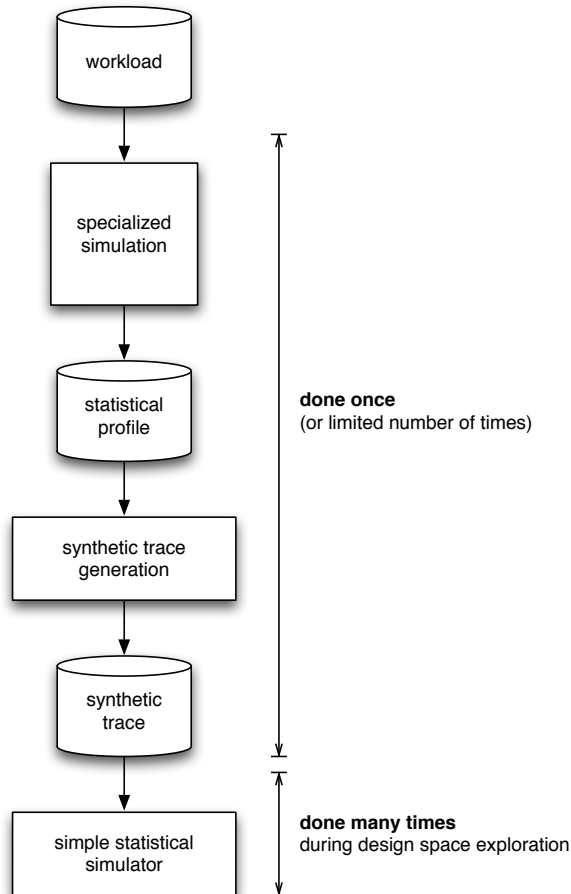 workload
specialized
simulation
statistical
profile
done once
(or limited number of times)
synthetic trace
generation
synthetic
trace
simple statistical
simulator
done many times
during design space exploration